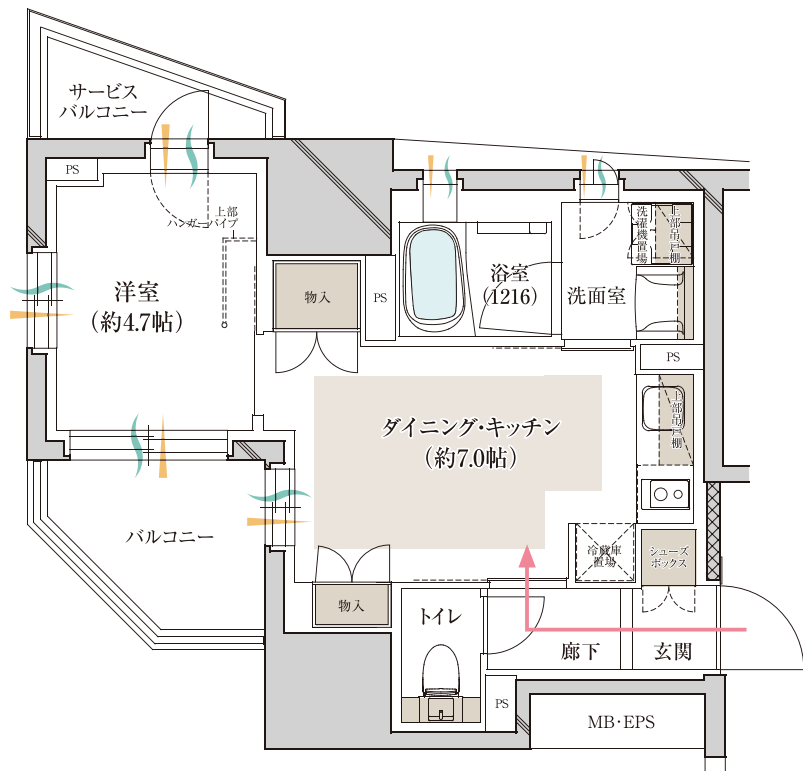 サービス
バルコニー
PS
上部
ハンガーパイプ
洋室
（約4.7帖）
物入
PS
浴室
（1216）
洗面室
洗濯機置場
上部吊戸棚
PS
上部吊戸棚
ダイニング・キッチン
（約7.0帖）
バルコニー
冷蔵庫
置場
シューズ
ボックス
物入
トイレ
廊下
玄関
PS
MB・EPS